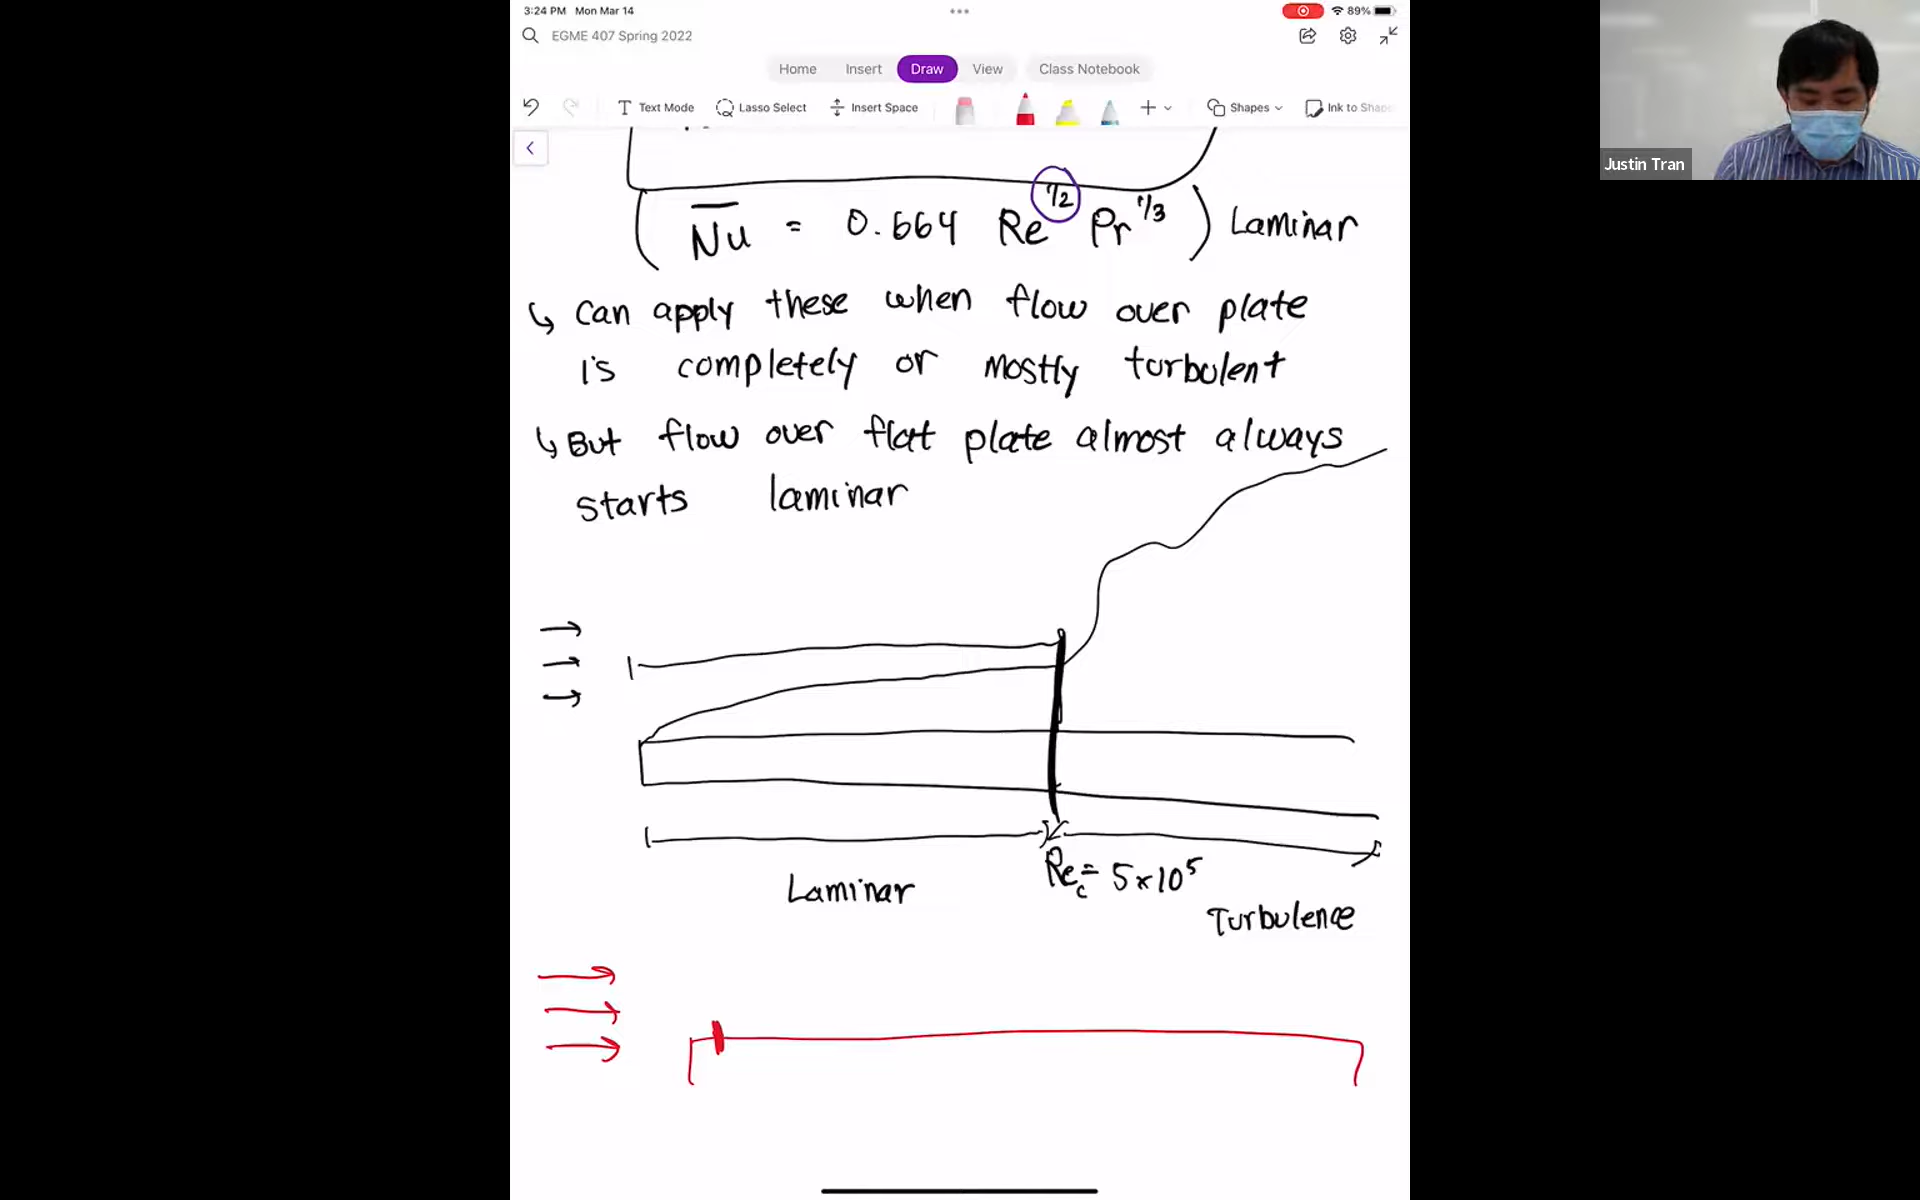 3:24 PM Mon Mar 14
89%
EGME 407 Spring 2022
Home Insert Draw View Class Notebook
Text Mode Lasso Select Insert Space Shapes Ink to Shape
Justin Tran
( Nu = 0.664 Re^1/2 Pr^1/3 ) Laminar
↳ Can apply these when flow over plate
is completely or mostly turbulent
↳ But flow over flat plate almost always
starts laminar
Re_c = 5×10^5
Laminar
Turbulence